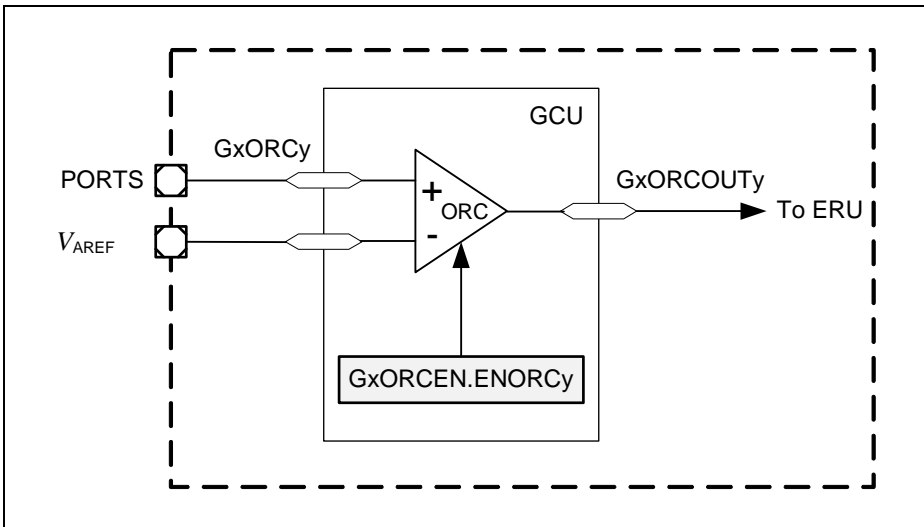 GCU
GxORCy
PORTS
+
ORC
GxORCOUTy
To ERU
VAREF
-
GxORCEN.ENORCy